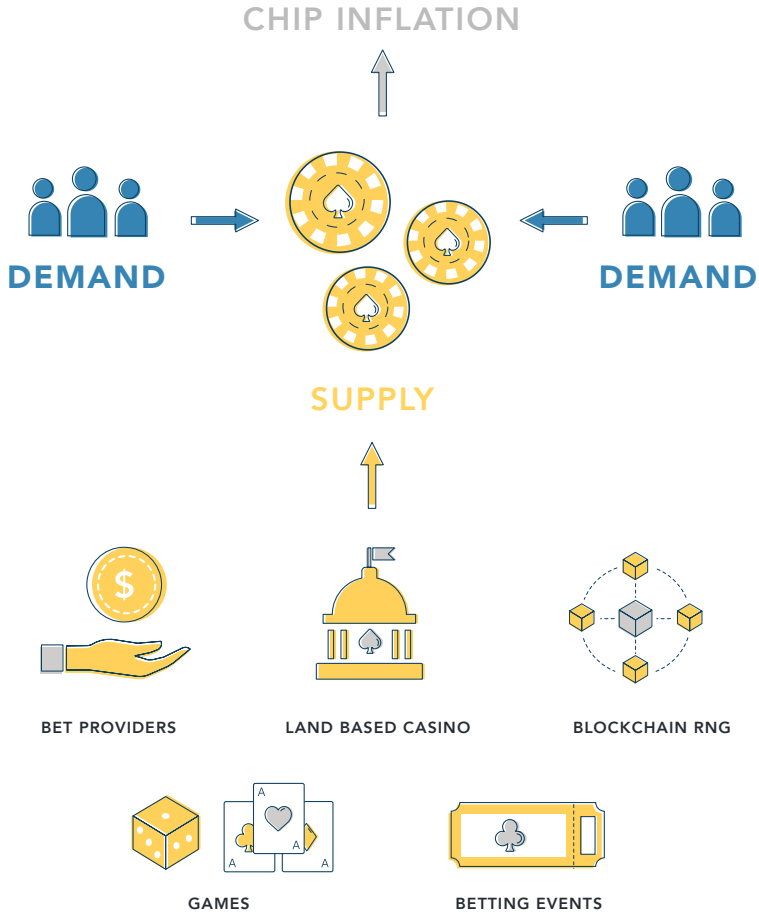 CHIP INFLATION
DEMAND
DEMAND
SUPPLY
$
BET PROVIDERS
LAND BASED CASINO
BLOCKCHAIN RNG
A
A
A
A
GAMES
BETTING EVENTS